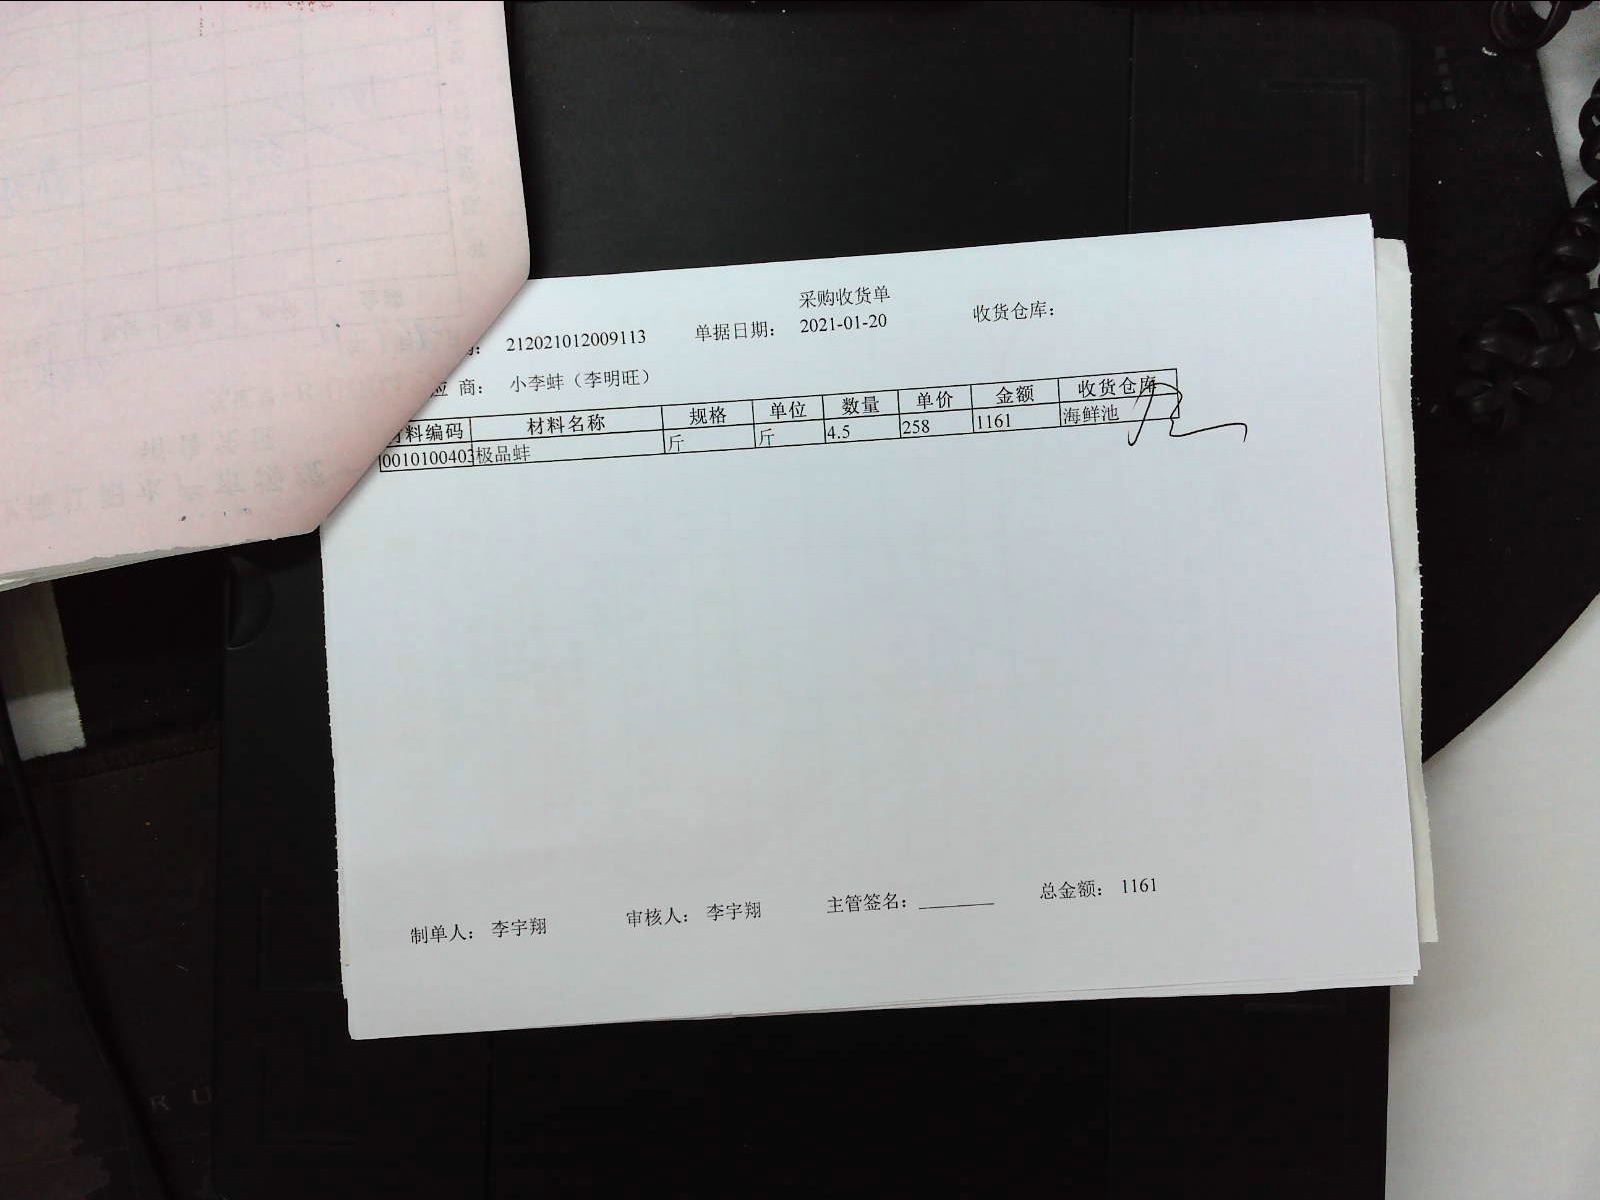 采购收货单
212021012009113 单据日期: 2021-01-20 收货仓库:
应 商: 小李蚌（李明旺）
料编码 材料名称 规格 单位 数量 单价 金额 收货仓库
0010100403 极品蚌 斤 斤 4.5 258 1161 海鲜池
制单人: 李宇翔 审核人: 李宇翔 主管签名: 总金额: 1161